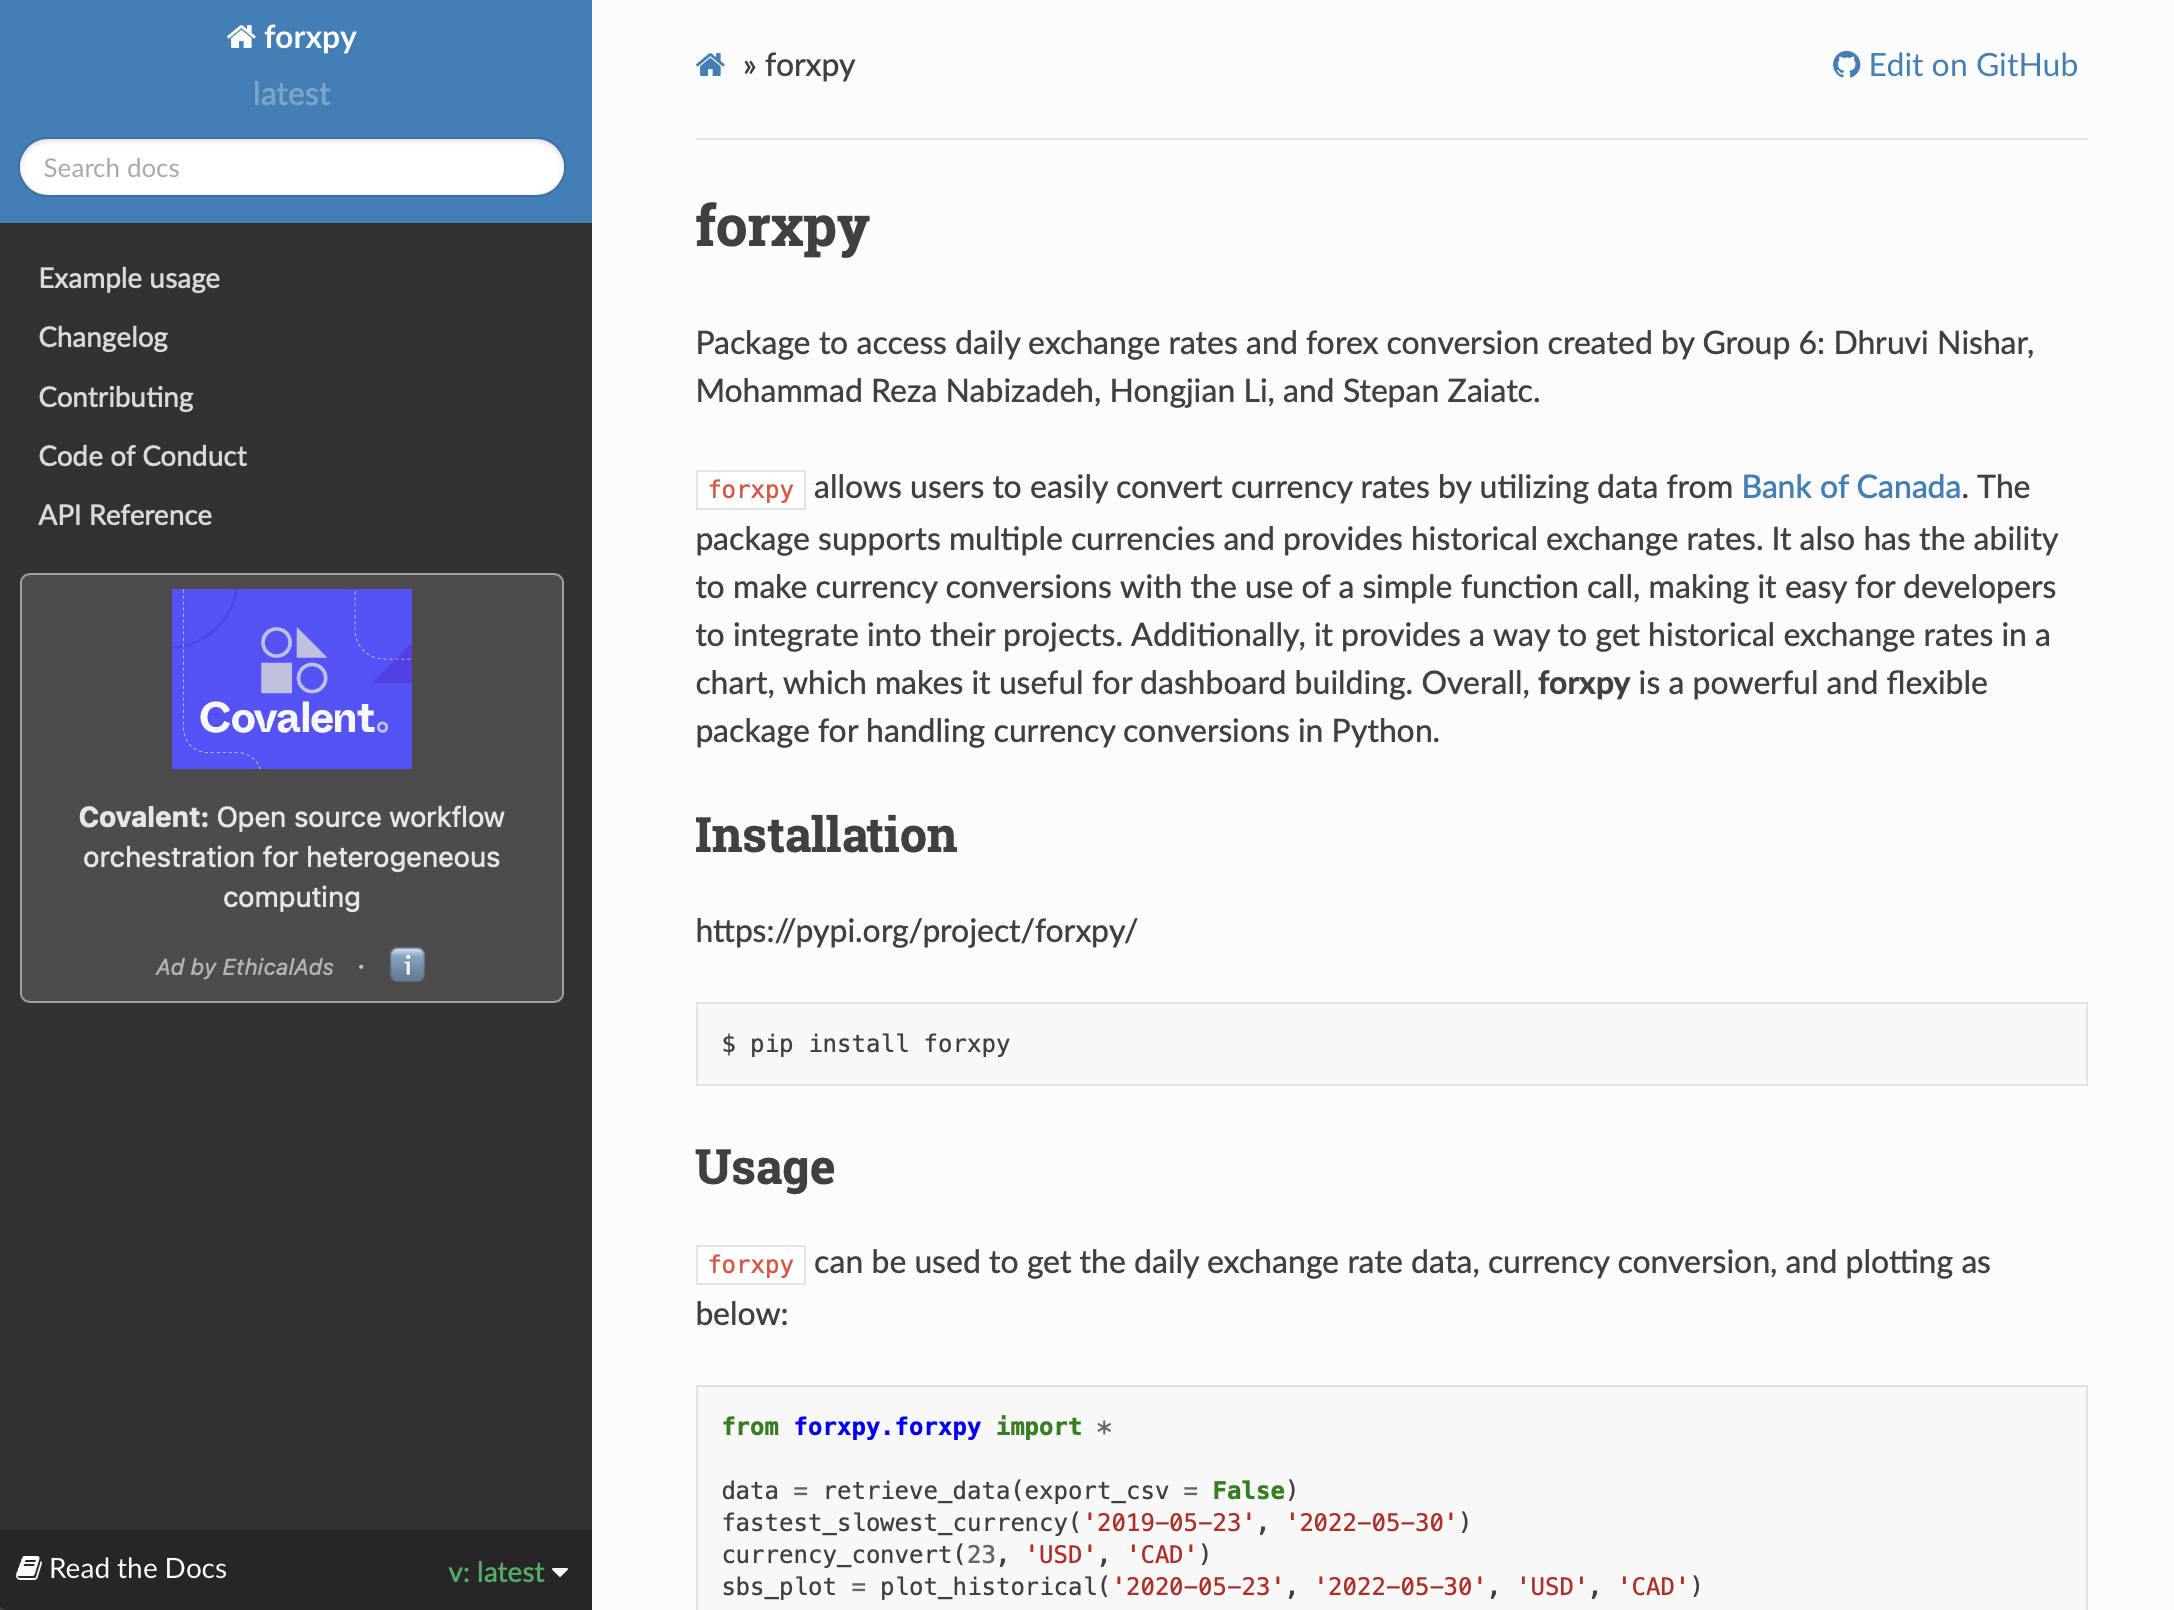 forxpy
latest
Search docs
Example usage
Changelog
Contributing
Code of Conduct
API Reference
Covalent
Covalent: Open source workflow
orchestration for heterogeneous
computing
Ad by EthicalAds ·
Read the Docs
v: latest
» forxpy
Edit on GitHub
forxpy
Package to access daily exchange rates and forex conversion created by Group 6: Dhruvi Nishar,
Mohammad Reza Nabizadeh, Hongjian Li, and Stepan Zaiatc.
forxpy allows users to easily convert currency rates by utilizing data from Bank of Canada. The
package supports multiple currencies and provides historical exchange rates. It also has the ability
to make currency conversions with the use of a simple function call, making it easy for developers
to integrate into their projects. Additionally, it provides a way to get historical exchange rates in a
chart, which makes it useful for dashboard building. Overall, forxpy is a powerful and flexible
package for handling currency conversions in Python.
Installation
https://pypi.org/project/forxpy/
$ pip install forxpy
Usage
forxpy can be used to get the daily exchange rate data, currency conversion, and plotting as
below:
from forxpy.forxpy import *
data = retrieve_data(export_csv = False)
fastest_slowest_currency('2019-05-23', '2022-05-30')
currency_convert(23, 'USD', 'CAD')
sbs_plot = plot_historical('2020-05-23', '2022-05-30', 'USD', 'CAD')